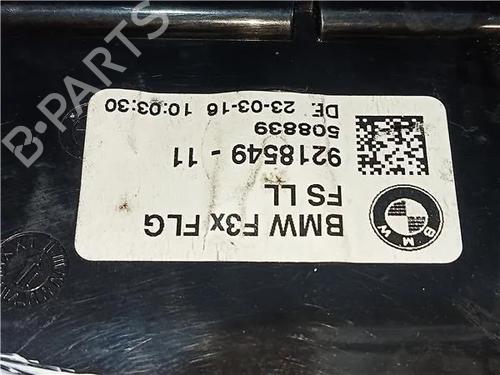 BMW F3x FLG
FS LL
9218549 - 11
508839
DE: 23-03-16 10:03:30
BMW
B-PARTS